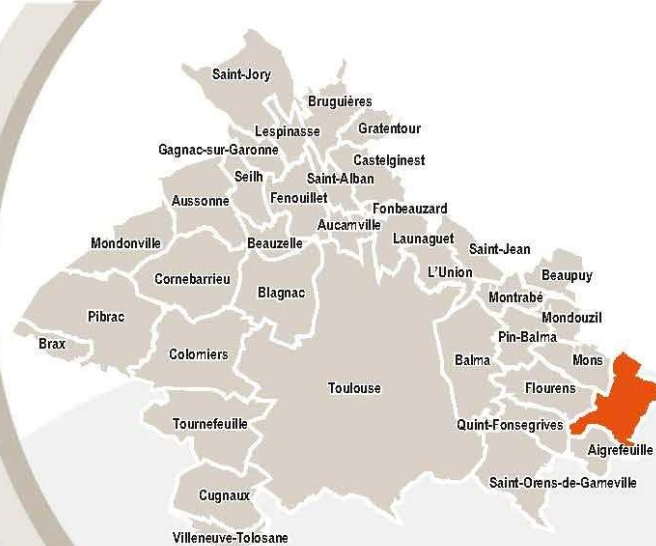 Saint-Jory
Bruguières
Lespinasse
Gratentour
Gagnac-sur-Garonne
Castelginest
Seilh
Saint-Alban
Aussonne
Fenouillet
Fonbeauzard
Aucamville
Launaguet
Mondonville
Beauzelle
Saint-Jean
L'Union
Beaupuy
Cornebarrieu
Blagnac
Montrabé
Pibrac
Mondouzil
Pin-Balma
Brax
Colomiers
Balma
Mons
Toulouse
Flourens
Tournefeuille
Quint-Fonsegrives
Aigrefeuille
Saint-Orens-de-Gameville
Cugnaux
Villeneuve-Tolosane